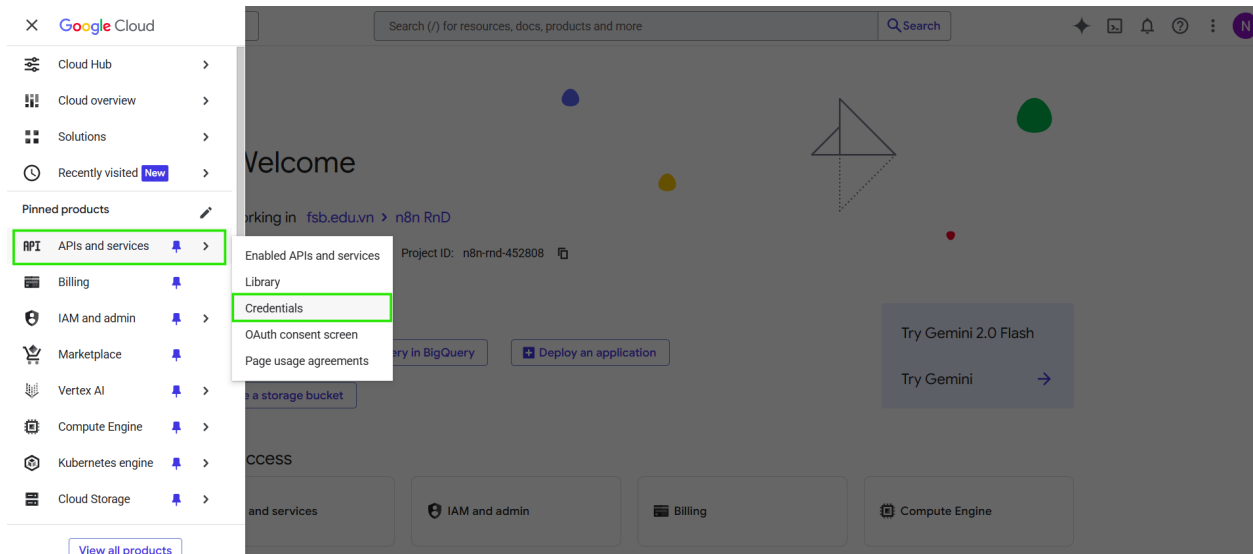 Google Cloud
Search (/) for resources, docs, products and more
Search
N
Cloud Hub
Cloud overview
Solutions
Recently visited New
Pinned products
API APIs and services
Billing
IAM and admin
Marketplace
Vertex AI
Compute Engine
Kubernetes engine
Cloud Storage
View all products
Enabled APIs and services
Library
Credentials
OAuth consent screen
Page usage agreements
Welcome
orking in fsb.edu.vn > n8n RnD
Project ID: n8n-rnd-452808
ery in BigQuery
Deploy an application
e a storage bucket
Try Gemini 2.0 Flash
Try Gemini
ccess
and services
IAM and admin
Billing
Compute Engine